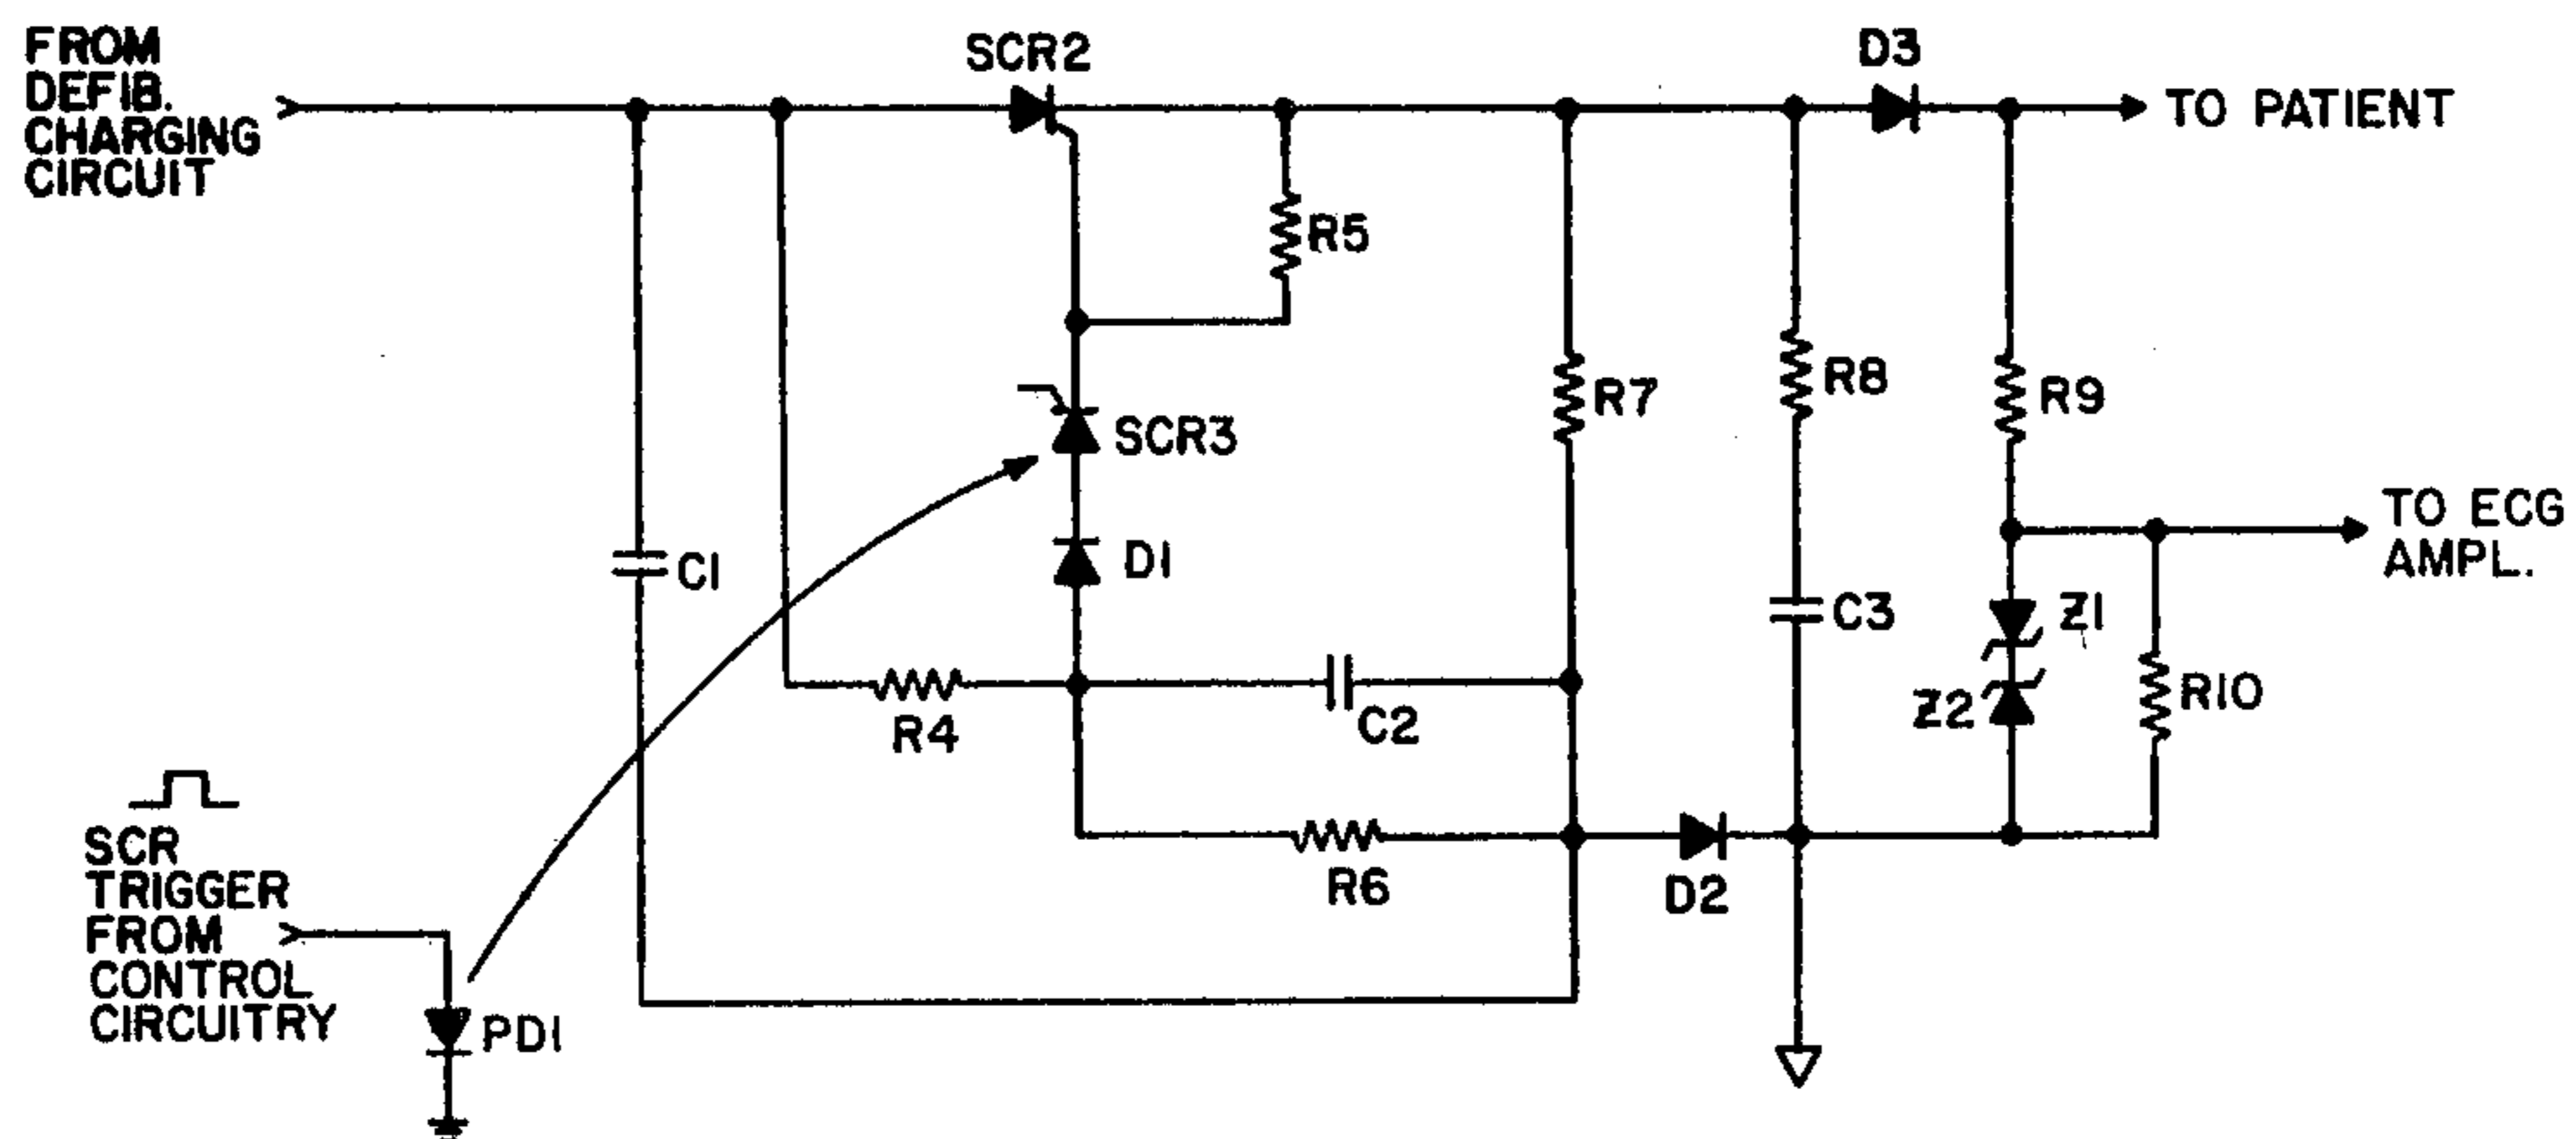 FROM
DEFIB.
CHARGING
CIRCUIT
SCR2
D3
TO PATIENT
R5
R7
R8
R9
SCR3
TO ECG
AMPL.
C1
D1
C3
Z1
R4
C2
Z2
R10
SCR
TRIGGER
FROM
CONTROL
CIRCUITRY
R6
D2
PD1